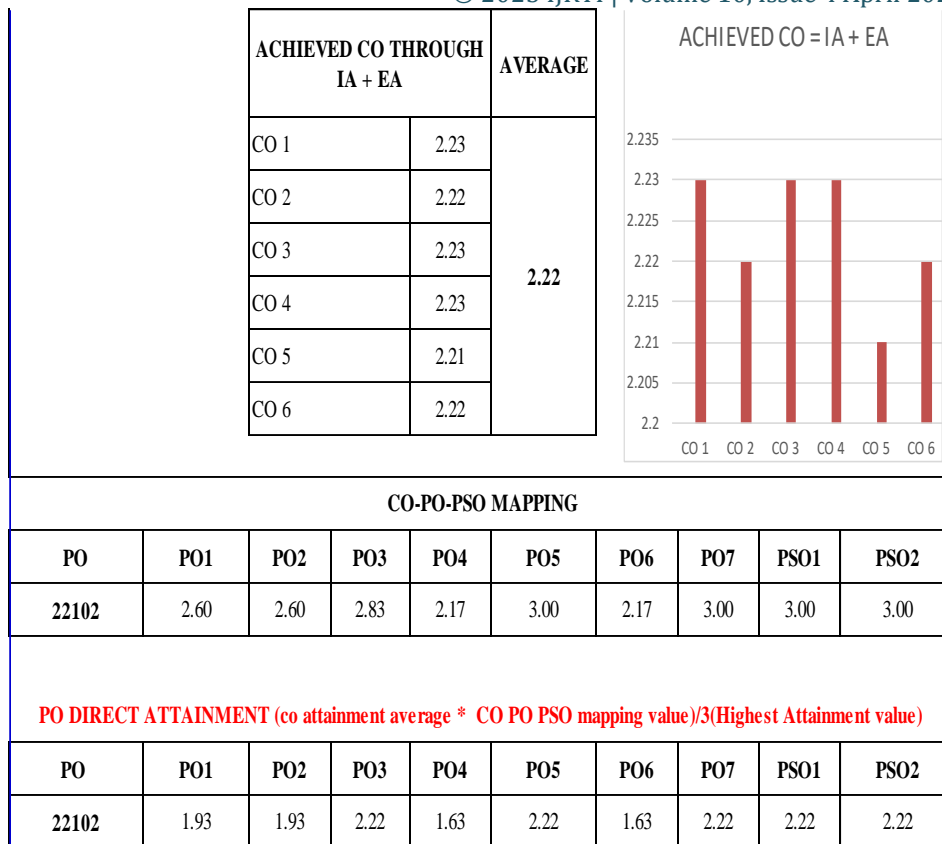 ACHIEVED CO THROUGH IA + EA AVERAGE
CO 1 2.23
CO 2 2.22
CO 3 2.23
CO 4 2.23
CO 5 2.21
CO 6 2.22
2.22
ACHIEVED CO = IA + EA
2.235
2.23
2.225
2.22
2.215
2.21
2.205
2.2
CO 1 CO 2 CO 3 CO 4 CO 5 CO 6
CO-PO-PSO MAPPING
PO PO1 PO2 PO3 PO4 PO5 PO6 PO7 PSO1 PSO2
22102 2.60 2.60 2.83 2.17 3.00 2.17 3.00 3.00 3.00
PO DIRECT ATTAINMENT (co attainment average * CO PO PSO mapping value)/3(Highest Attainment value)
PO PO1 PO2 PO3 PO4 PO5 PO6 PO7 PSO1 PSO2
22102 1.93 1.93 2.22 1.63 2.22 1.63 2.22 2.22 2.22